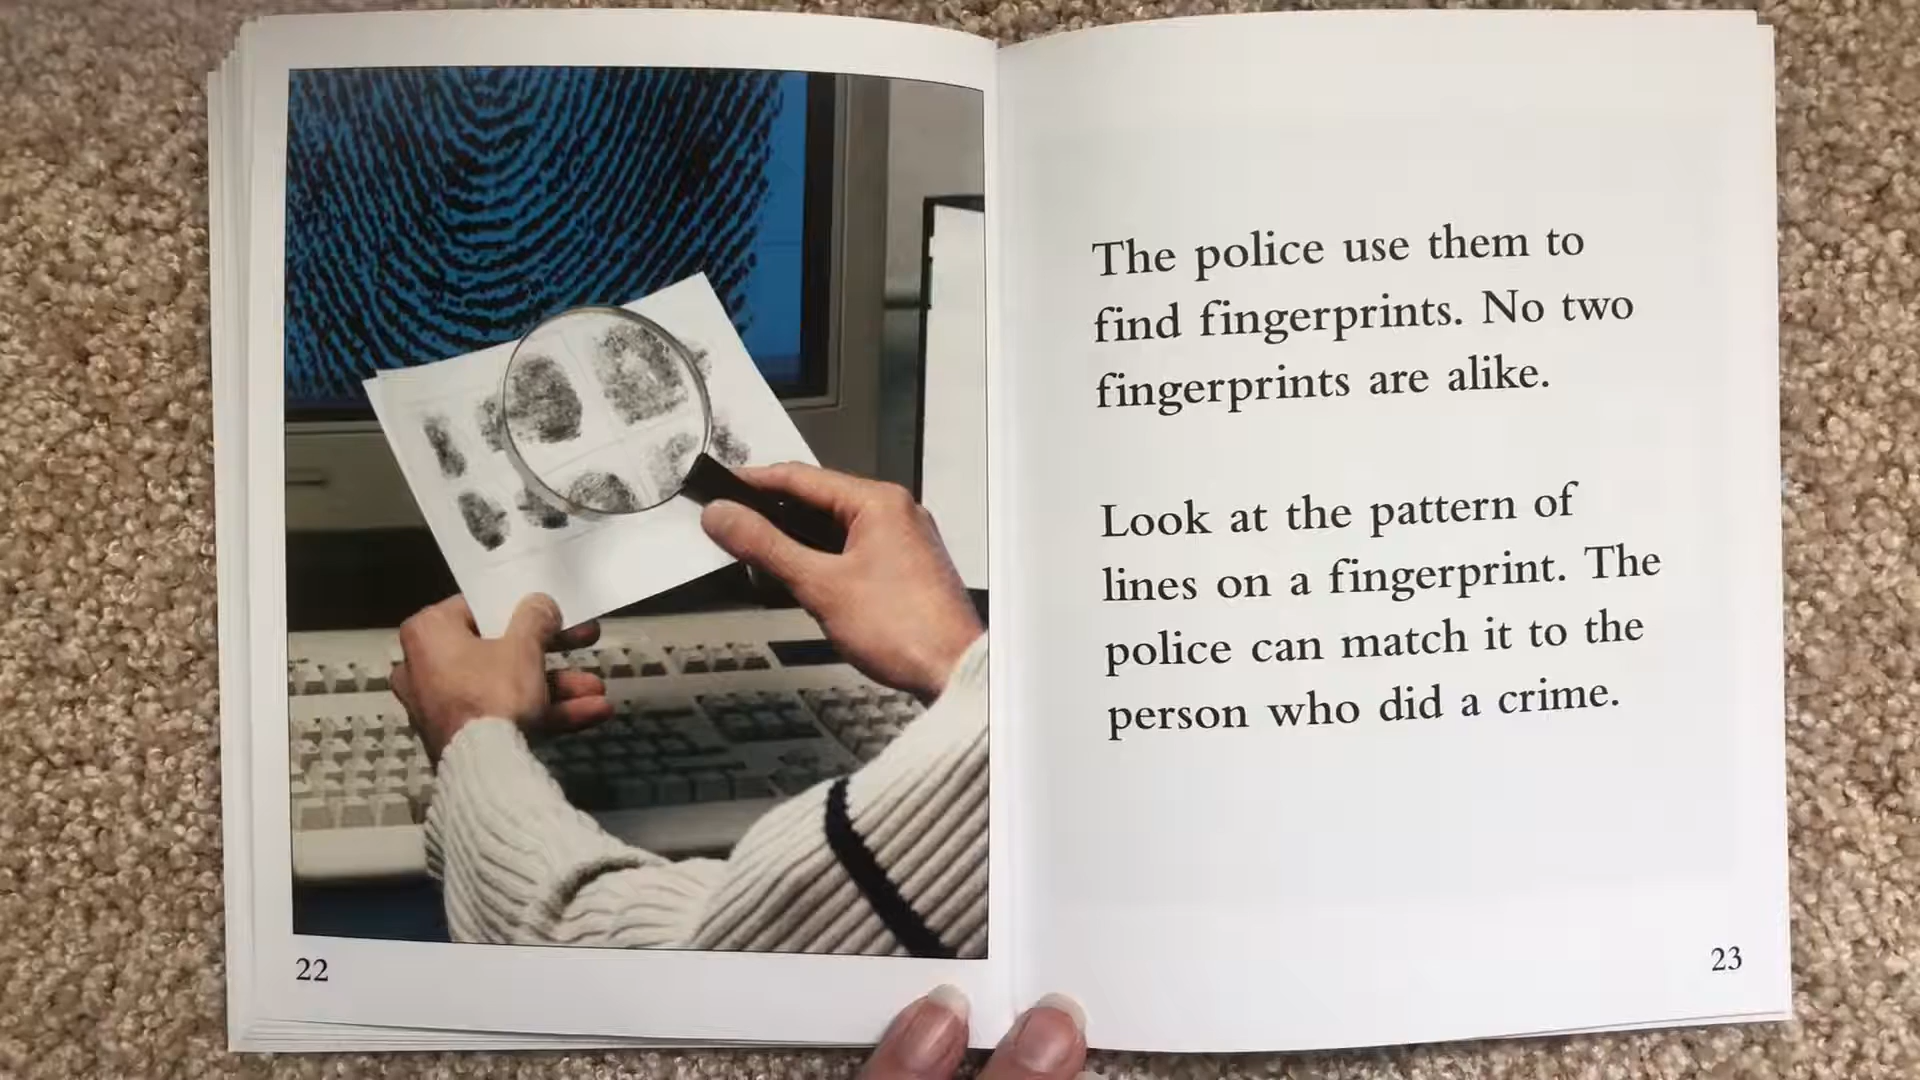 22
The police use them to
find fingerprints. No two
fingerprints are alike.
Look at the pattern of
lines on a fingerprint. The
police can match it to the
person who did a crime.
23